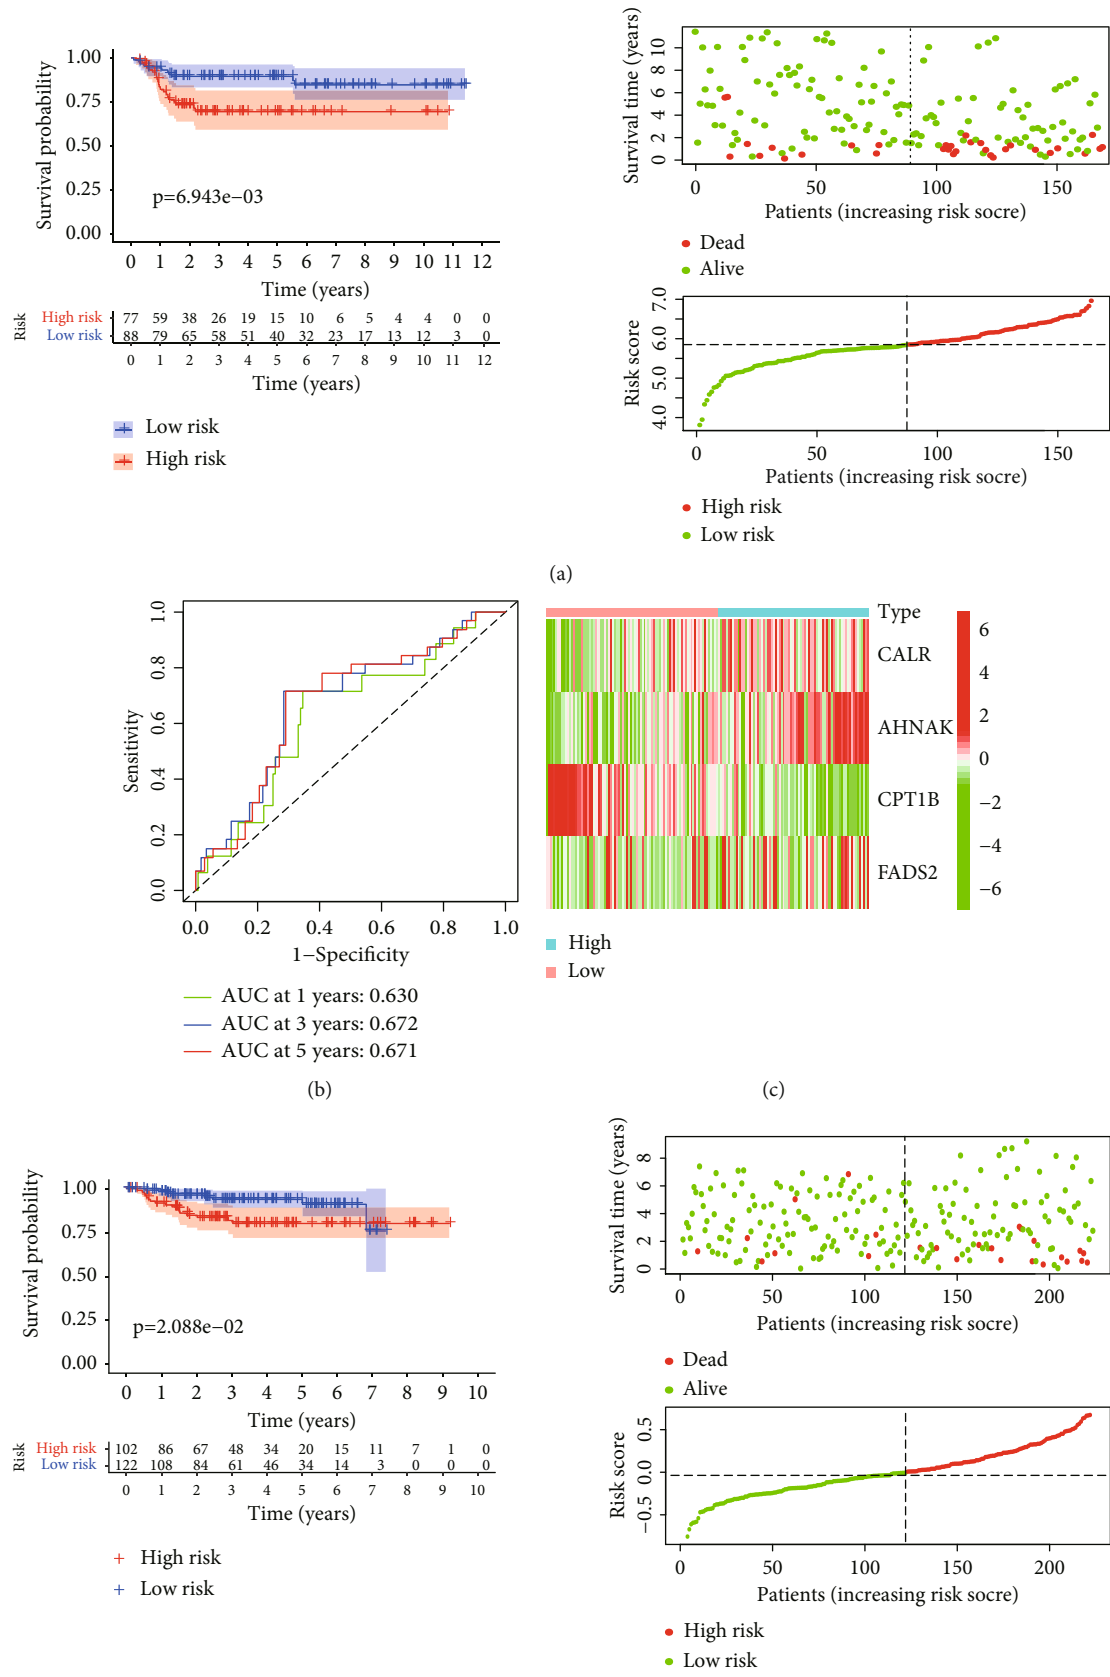 Survival probability
1.00
0.75
0.50
0.25
0.00
p=6.943e−03
0 1 2 3 4 5 6 7 8 9 10 11 12
Time (years)
Risk
High risk 77 59 38 26 19 15 10 6 5 4 4 0 0
Low risk 88 79 65 58 51 40 32 23 17 13 12 3 0
0 1 2 3 4 5 6 7 8 9 10 11 12
Time (years)
Low risk
High risk
Survival time (years)
10
8
6
4
2
0
0 50 100 150
Patients (increasing risk socre)
Dead
Alive
Risk score
7.0
6.0
5.0
4.0
0 50 100 150
Patients (increasing risk socre)
High risk
Low risk
(a)
Sensitivity
1.0
0.8
0.6
0.4
0.2
0.0
0.0 0.2 0.4 0.6 0.8 1.0
1−Specificity
AUC at 1 years: 0.630
AUC at 3 years: 0.672
AUC at 5 years: 0.671
(b)
Type
CALR
AHNAK
CPT1B
FADS2
6
4
2
0
−2
−4
−6
High
Low
(c)
Survival probability
1.00
0.75
0.50
0.25
0.00
p=2.088e−02
0 1 2 3 4 5 6 7 8 9 10
Time (years)
Risk
High risk 102 86 67 48 34 20 15 11 7 1 0
Low risk 122 108 84 61 46 34 14 3 0 0 0
0 1 2 3 4 5 6 7 8 9 10
Time (years)
High risk
Low risk
Survival time (years)
8
6
4
2
0
0 50 100 150 200
Patients (increasing risk socre)
Dead
Alive
Risk score
0.5
0.0
−0.5
0 50 100 150 200
Patients (increasing risk socre)
High risk
Low risk